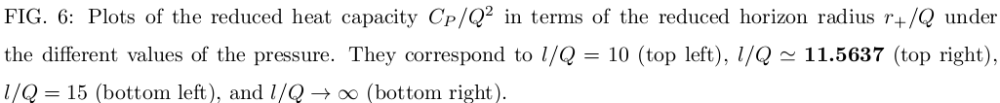 FIG. 6: Plots of the reduced heat capacity C_P/Q² in terms of the reduced horizon radius r₊/Q under
the different values of the pressure. They correspond to l/Q = 10 (top left), l/Q ≃ 11.5637 (top right),
l/Q = 15 (bottom left), and l/Q → ∞ (bottom right).